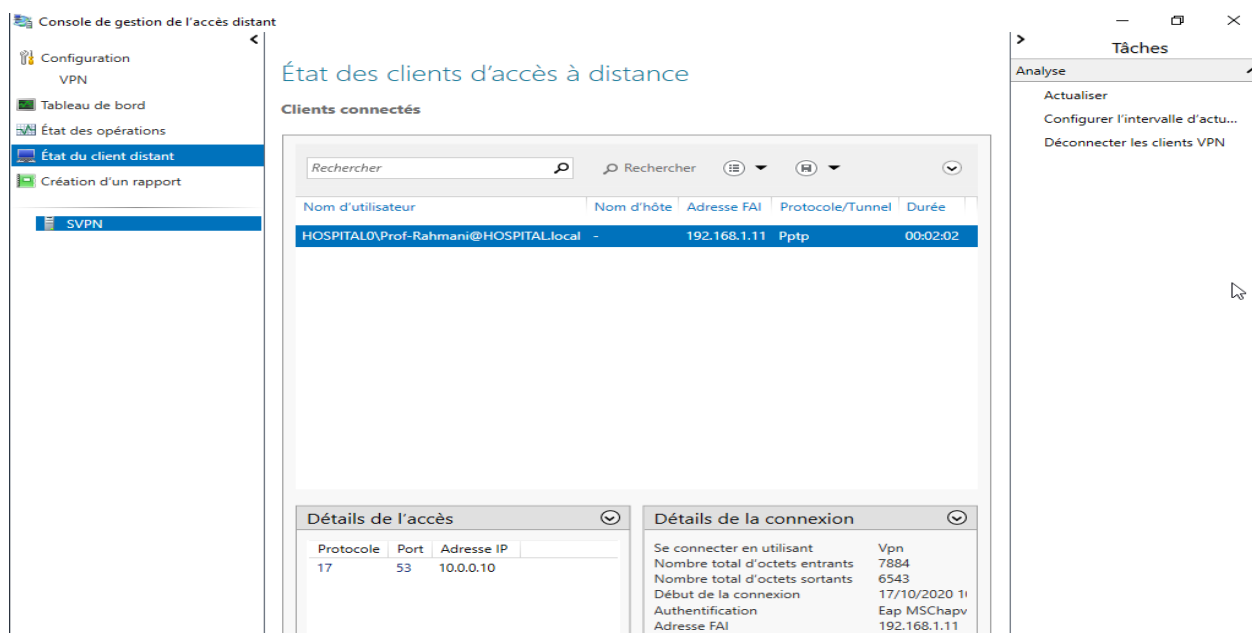 Console de gestion de l'accès distant
Configuration
VPN
Tableau de bord
État des opérations
État du client distant
Création d'un rapport
SVPN
État des clients d'accès à distance
Clients connectés
Rechercher
Rechercher
Nom d'utilisateur Nom d'hôte Adresse FAI Protocole/Tunnel Durée
HOSPITAL0\Prof-Rahmani@HOSPITAL.local - 192.168.1.11 Pptp 00:02:02
Détails de l'accès
Protocole Port Adresse IP
17 53 10.0.0.10
Détails de la connexion
Se connecter en utilisant Vpn
Nombre total d'octets entrants 7884
Nombre total d'octets sortants 6543
Début de la connexion 17/10/2020
Authentification Eap MSChapv
Adresse FAI 192.168.1.11
Tâches
Analyse
Actualiser
Configurer l'intervalle d'actu...
Déconnecter les clients VPN